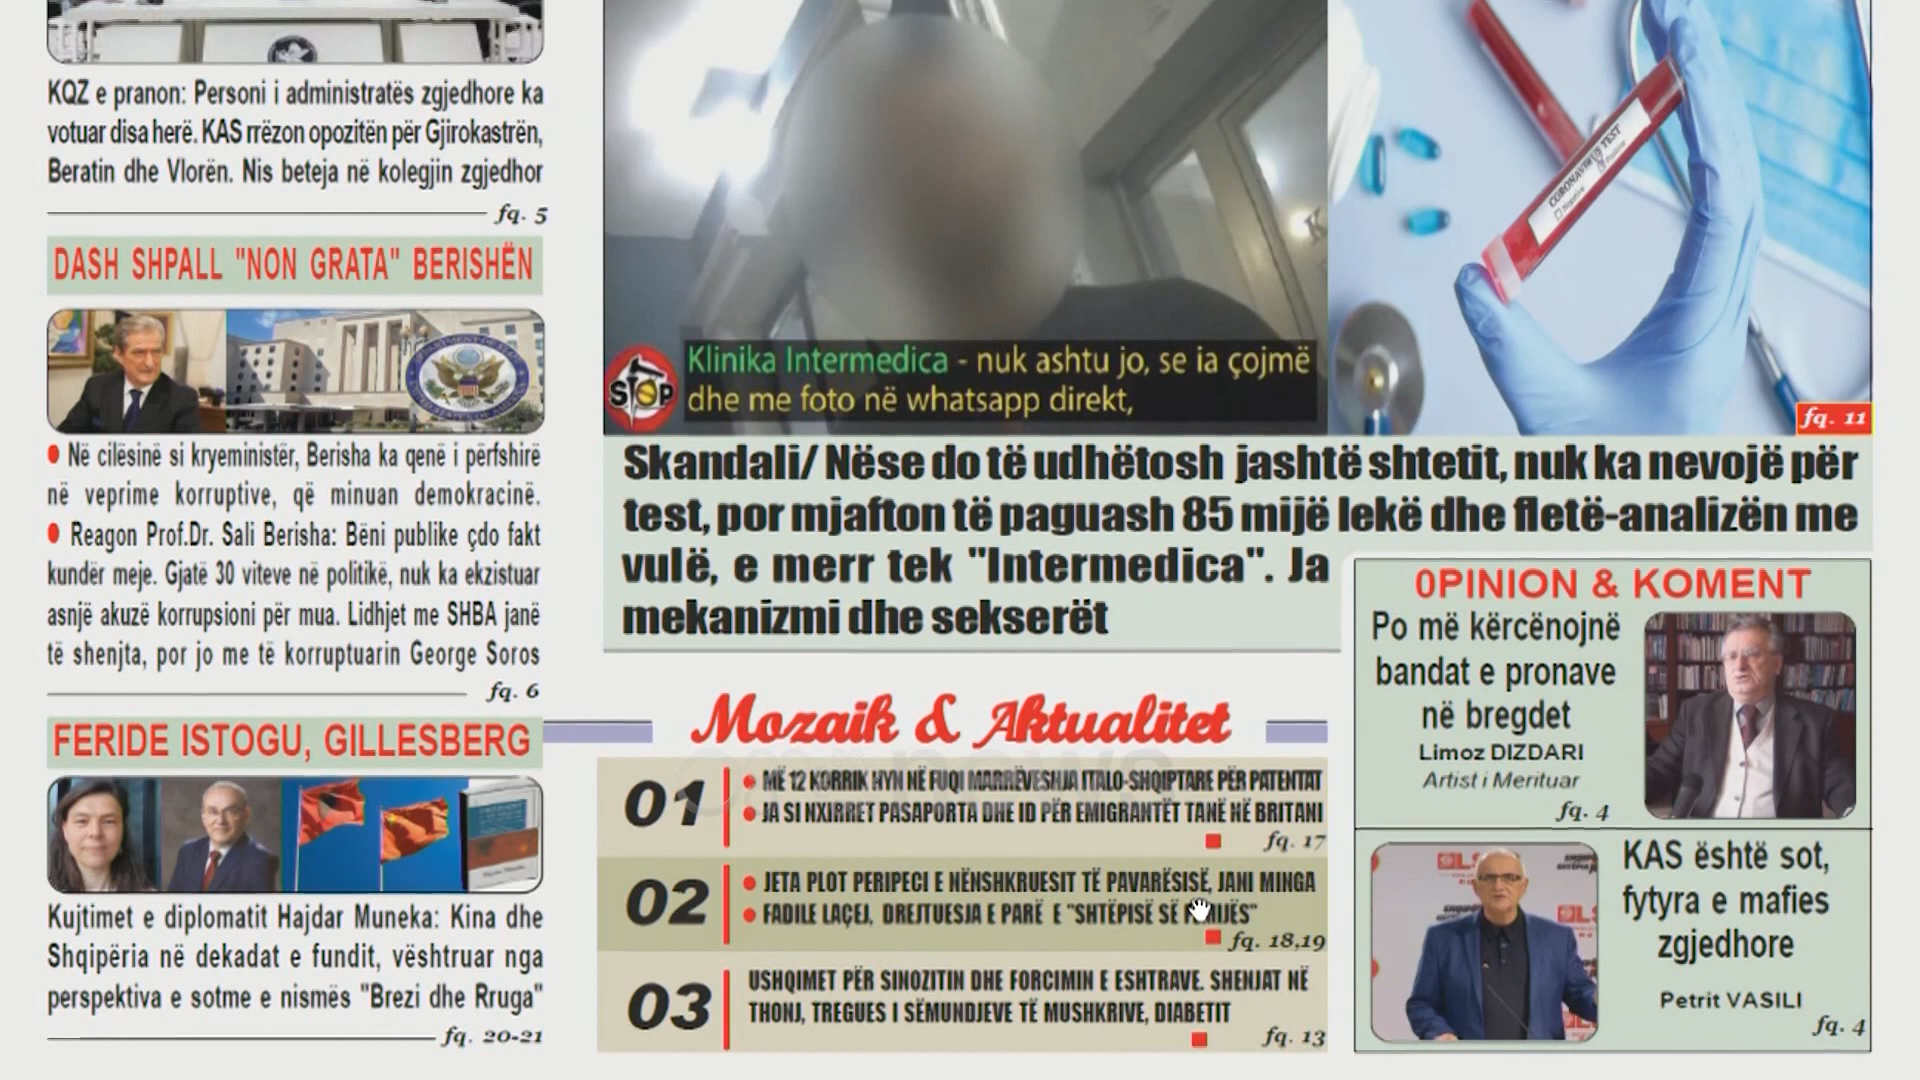 KQZ e pranon: Personi i administratës zgjedhore ka
votuar disa herë. KAS rrëzon opozitën për Gjirokastrën,
Beratin dhe Vlorën. Nis beteja në kolegjin zgjedhor
fq. 5
DASH SHPALL "NON GRATA" BERISHËN
● Në cilësinë si kryeministër, Berisha ka qenë i përfshirë
në veprime korruptive, që minuan demokracinë.
● Reagon Prof.Dr. Sali Berisha: Bëni publike çdo fakt
kundër meje. Gjatë 30 viteve në politikë, nuk ka ekzistuar
asnjë akuzë korrupsioni për mua. Lidhjet me SHBA janë
të shenjta, por jo me të korruptuarin George Soros
fq. 6
FERIDE ISTOGU, GILLESBERG
Kujtimet e diplomatit Hajdar Muneka: Kina dhe
Shqipëria në dekadat e fundit, vështruar nga
perspektiva e sotme e nismës "Brezi dhe Rruga"
fq. 20-21
STOP
Klinika Intermedica - nuk ashtu jo, se ia çojmë
dhe me foto në whatsapp direkt,
CORONAVIRUS TEST
Negative
Positive
fq. 11
Skandali/ Nëse do të udhëtosh jashtë shtetit, nuk ka nevojë për
test, por mjafton të paguash 85 mijë lekë dhe fletë-analizën me
vulë, e merr tek "Intermedica". Ja
mekanizmi dhe sekserët
Mozaik & Aktualitet
01
● MË 12 KORRIK HYN NË FUQI MARRËVESHJA ITALO-SHQIPTARE PËR PATENTAT
● JA SI NXIRRET PASAPORTA DHE ID PËR EMIGRANTËT TANË NË BRITANI
fq. 17
02
● JETA PLOT PERIPECI E NËNSHKRUESIT TË PAVARËSISË, JANI MINGA
● FADILE LAÇEJ, DREJTUESJA E PARË E "SHTËPISË SË FËMIJËS"
fq. 18,19
03
USHQIMET PËR SINOZITIN DHE FORCIMIN E ESHTRAVE. SHENJAT NË
THONJ, TREGUES I SËMUNDJEVE TË MUSHKRIVE, DIABETIT
fq. 13
0PINION & KOMENT
Po më kërcënojnë
bandat e pronave
në bregdet
Limoz DIZDARI
Artist i Merituar
fq. 4
KAS është sot,
fytyra e mafies
zgjedhore
Petrit VASILI
fq. 4